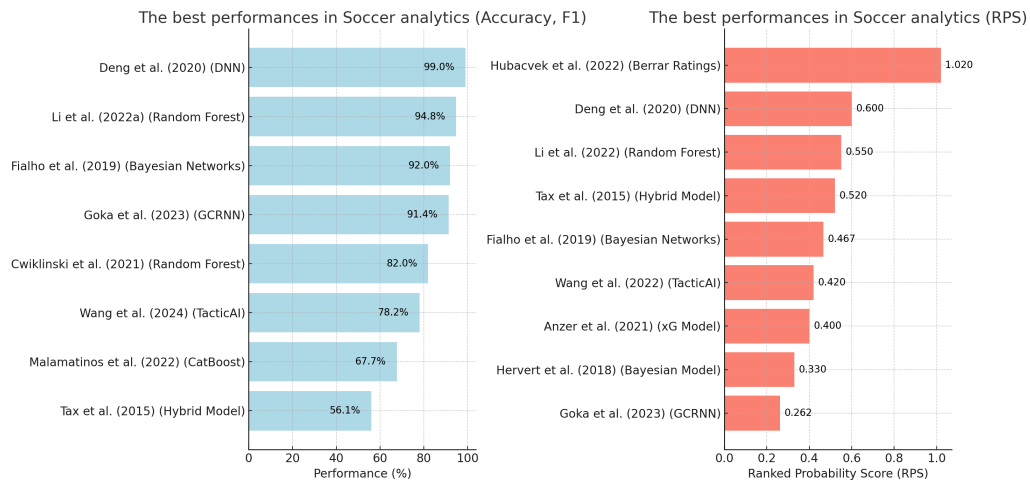 The best performances in Soccer analytics (Accuracy, F1)
Deng et al. (2020) (DNN)
99.0%
Li et al. (2022a) (Random Forest)
94.8%
Fialho et al. (2019) (Bayesian Networks)
92.0%
Goka et al. (2023) (GCRNN)
91.4%
Cwiklinski et al. (2021) (Random Forest)
82.0%
Wang et al. (2024) (TacticAI)
78.2%
Malamatinos et al. (2022) (CatBoost)
67.7%
Tax et al. (2015) (Hybrid Model)
56.1%
0 20 40 60 80 100
Performance (%)
The best performances in Soccer analytics (RPS)
Hubacvek et al. (2022) (Berrar Ratings)
1.020
Deng et al. (2020) (DNN)
0.600
Li et al. (2022) (Random Forest)
0.550
Tax et al. (2015) (Hybrid Model)
0.520
Fialho et al. (2019) (Bayesian Networks)
0.467
Wang et al. (2022) (TacticAI)
0.420
Anzer et al. (2021) (xG Model)
0.400
Hervert et al. (2018) (Bayesian Model)
0.330
Goka et al. (2023) (GCRNN)
0.262
0.0 0.2 0.4 0.6 0.8 1.0
Ranked Probability Score (RPS)